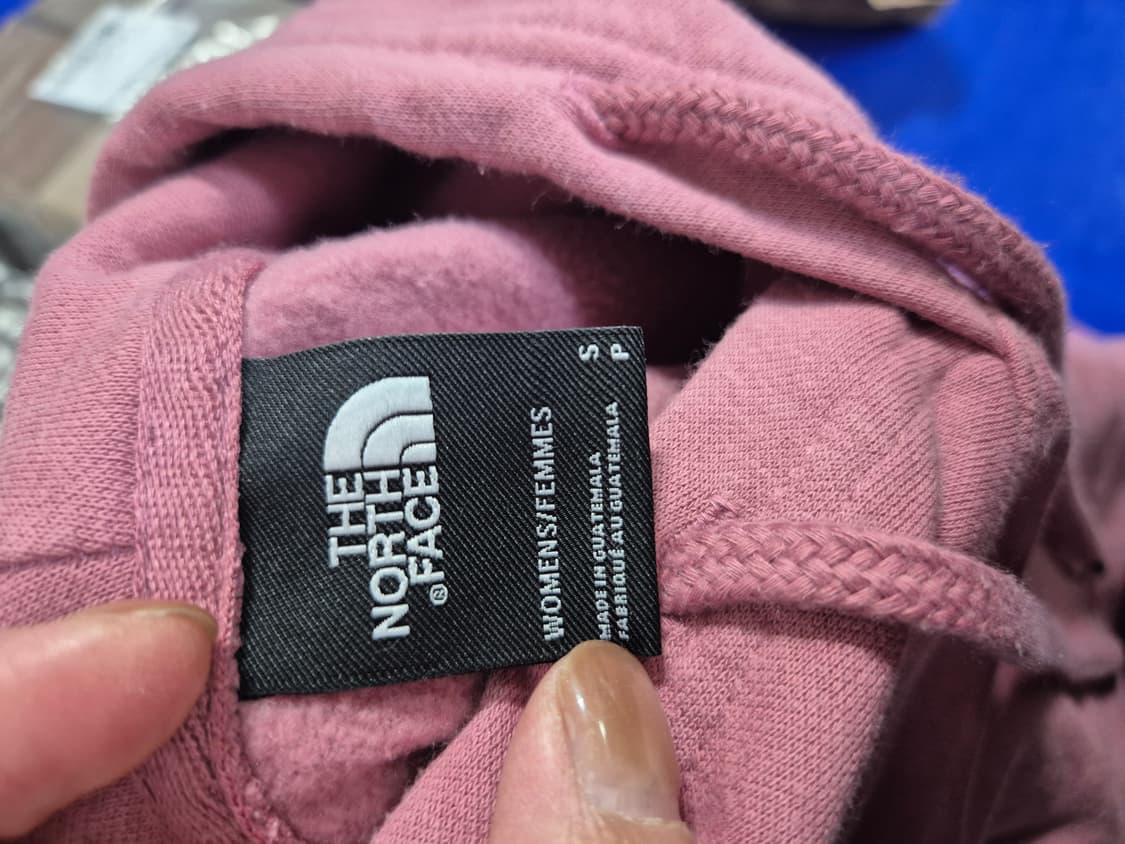 THE
NORTH
FACE®
WOMENS/FEMMES
S
P
MADE IN GUATEMALA
FABRIQUÉ AU GUATEMALA